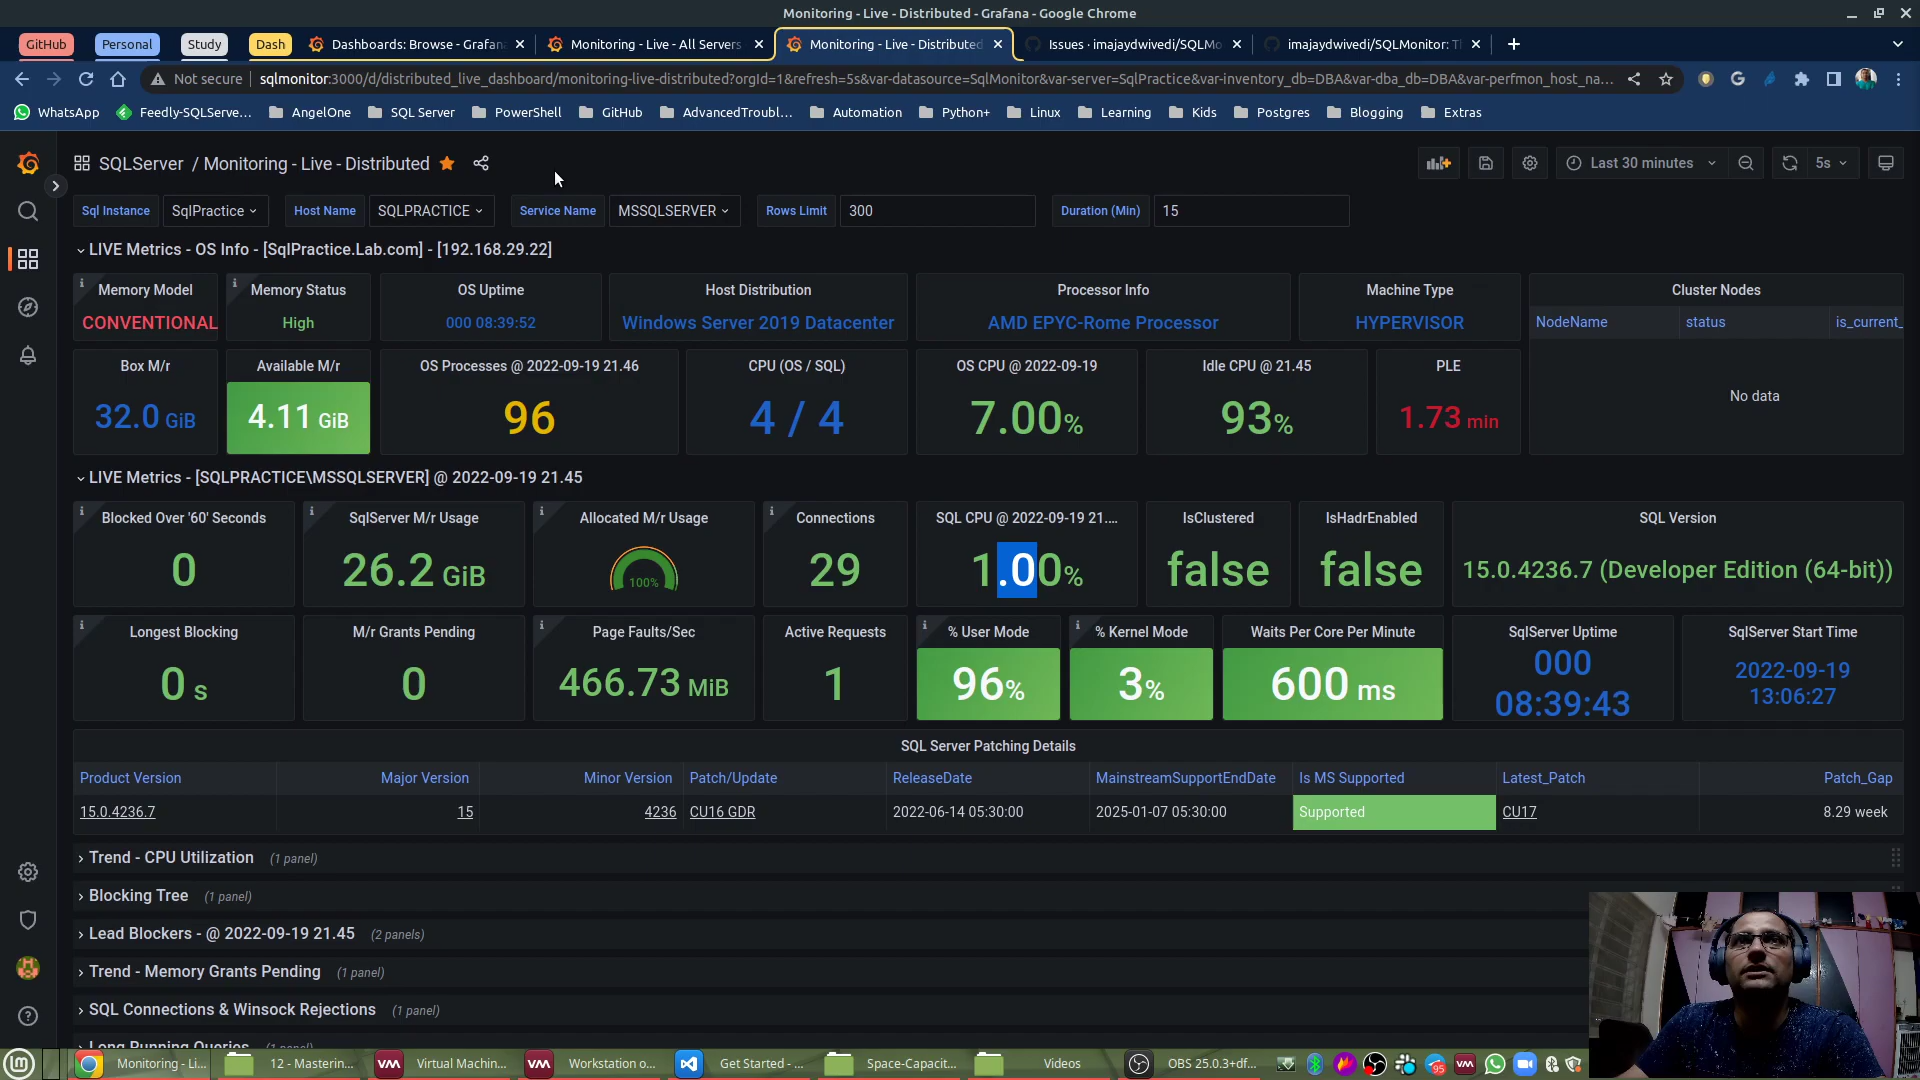 Monitoring - Live - Distributed - Grafana - Google Chrome
GitHub Personal Study Dash Dashboards: Browse - Grafana Monitoring - Live - All Servers Monitoring - Live - Distributed Issues · imajaydwivedi/SQLMo imajaydwivedi/SQLMonitor: Tl
Not secure sqlmonitor:3000/d/distributed_live_dashboard/monitoring-live-distributed?orgId=1&refresh=5s&var-datasource=SqlMonitor&var-server=SqlPractice&var-inventory_db=DBA&var-dba_db=DBA&var-perfmon_host_na...
WhatsApp Feedly-SQLServe... AngelOne SQL Server PowerShell GitHub AdvancedTroubl... Automation Python+ Linux Learning Kids Postgres Blogging Extras
SQLServer / Monitoring - Live - Distributed Last 30 minutes 5s
Sql Instance SqlPractice Host Name SQLPRACTICE Service Name MSSQLSERVER Rows Limit 300 Duration (Min) 15
LIVE Metrics - OS Info - [SqlPractice.Lab.com] - [192.168.29.22]
Memory Model Memory Status OS Uptime Host Distribution Processor Info Machine Type Cluster Nodes
CONVENTIONAL High 000 08:39:52 Windows Server 2019 Datacenter AMD EPYC-Rome Processor HYPERVISOR NodeName status is_current_
Box M/r Available M/r OS Processes @ 2022-09-19 21.46 CPU (OS / SQL) OS CPU @ 2022-09-19 Idle CPU @ 21.45 PLE
No data
32.0 GiB 4.11 GiB 96 4 / 4 7.00% 93% 1.73 min
LIVE Metrics - [SQLPRACTICE\MSSQLSERVER] @ 2022-09-19 21.45
Blocked Over '60' Seconds SqlServer M/r Usage Allocated M/r Usage Connections SQL CPU @ 2022-09-19 21.... IsClustered IsHadrEnabled SQL Version
0 26.2 GiB 100% 29 1.00% false false 15.0.4236.7 (Developer Edition (64-bit))
Longest Blocking M/r Grants Pending Page Faults/Sec Active Requests % User Mode % Kernel Mode Waits Per Core Per Minute SqlServer Uptime SqlServer Start Time
0 s 0 466.73 MiB 1 96% 3% 600 ms 000 08:39:43 2022-09-19 13:06:27
SQL Server Patching Details
Product Version Major Version Minor Version Patch/Update ReleaseDate MainstreamSupportEndDate Is MS Supported Latest_Patch Patch_Gap
15.0.4236.7 15 4236 CU16 GDR 2022-06-14 05:30:00 2025-01-07 05:30:00 Supported CU17 8.29 week
Trend - CPU Utilization (1 panel)
Blocking Tree (1 panel)
Lead Blockers - @ 2022-09-19 21.45 (2 panels)
Trend - Memory Grants Pending (1 panel)
SQL Connections & Winsock Rejections (1 panel)
Long Running Queries (1 panel)
Monitoring - Li... 12 - Masterin... Virtual Machin... Workstation o... Get Started - ... Space-Capacit... Videos OBS 25.0.3+df... 95